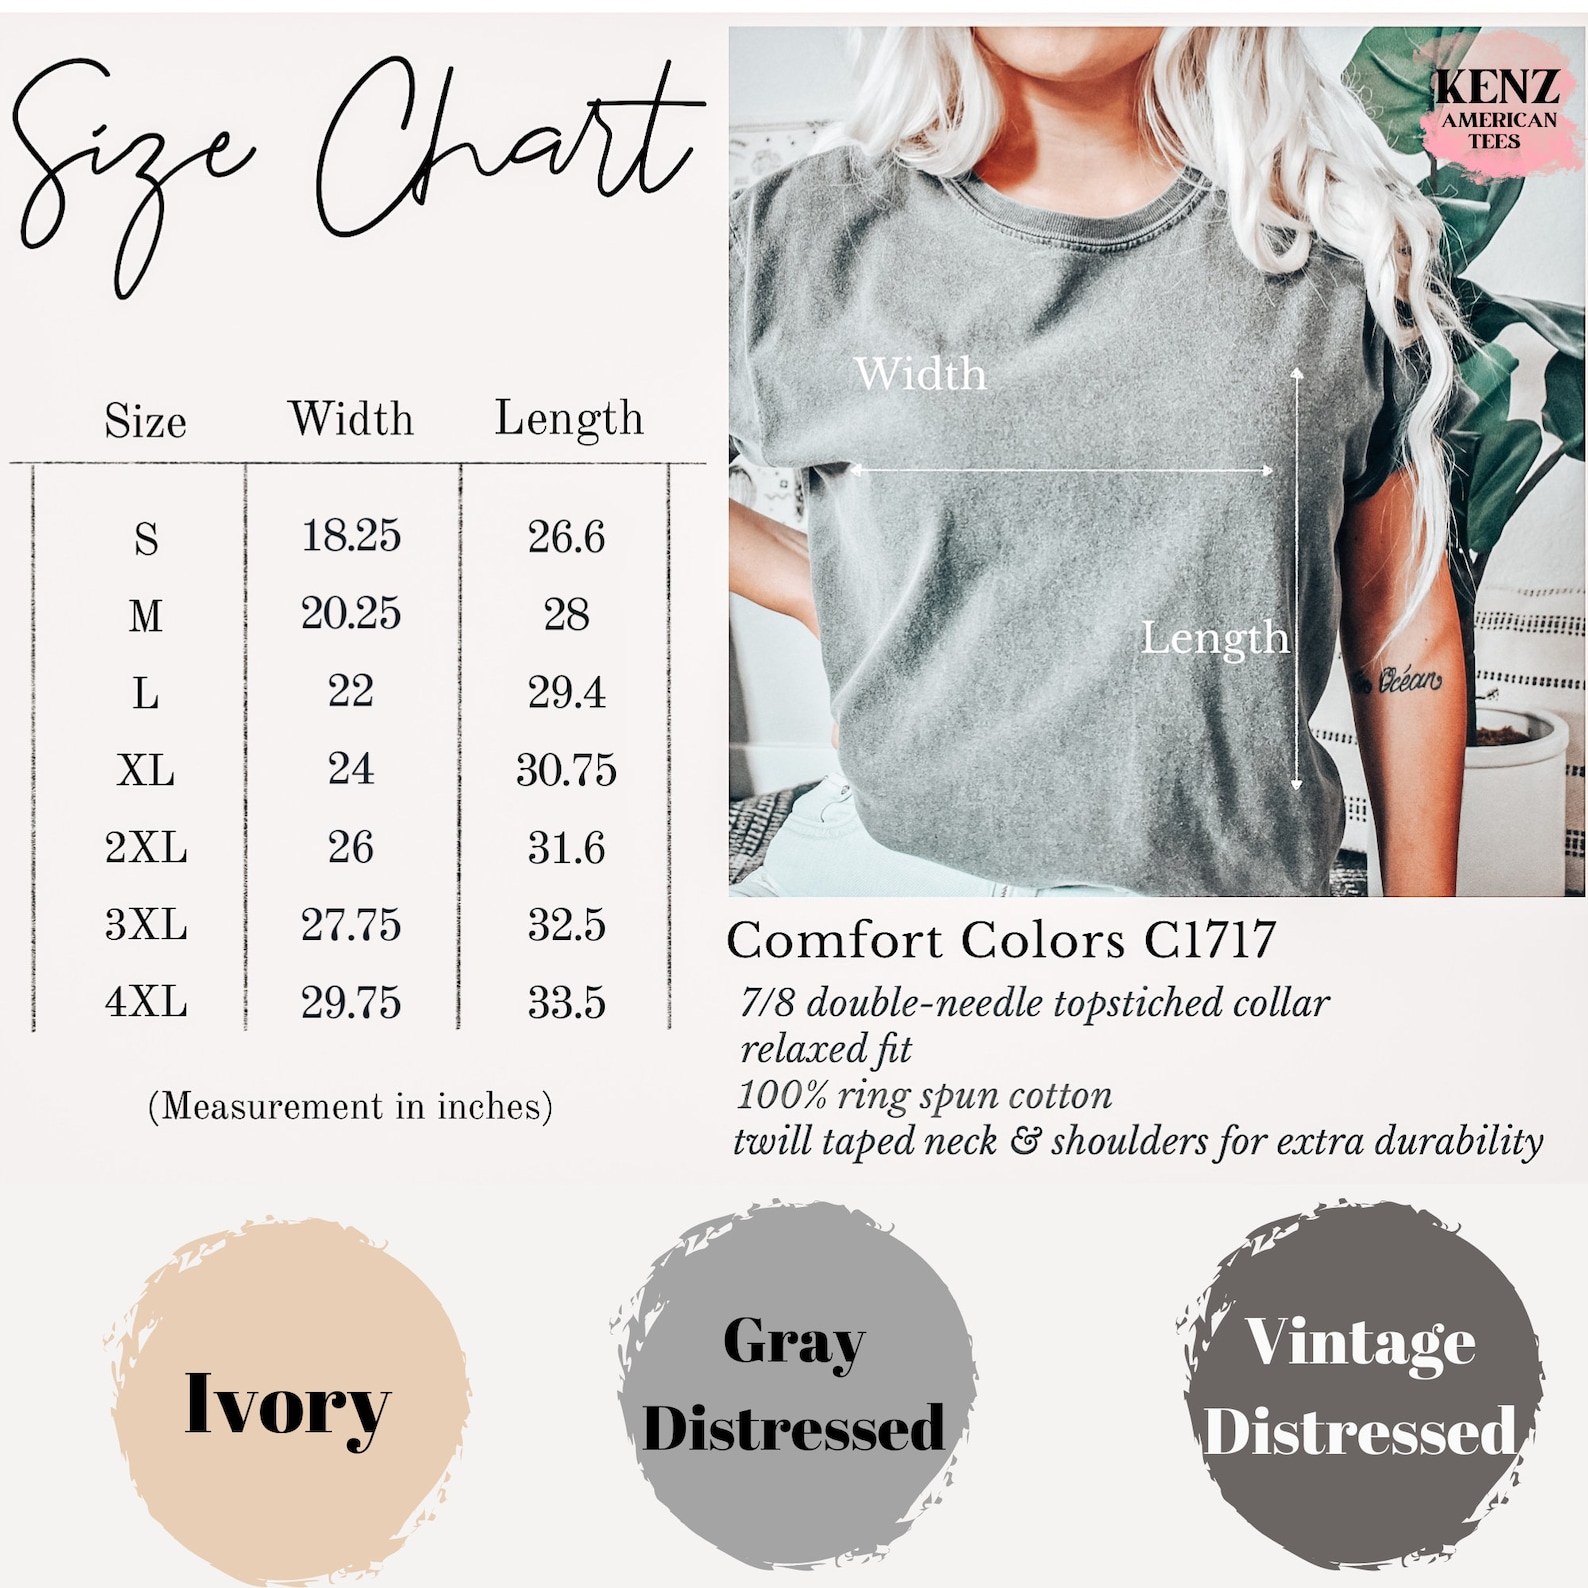 Size Chart
Size Width Length
S 18.25 26.6
M 20.25 28
L 22 29.4
XL 24 30.75
2XL 26 31.6
3XL 27.75 32.5
4XL 29.75 33.5
(Measurement in inches)
KENZ
AMERICAN
TEES
Width
Length
Océan
Comfort Colors C1717
7/8 double-needle topstiched collar
relaxed fit
100% ring spun cotton
twill taped neck & shoulders for extra durability
Ivory
Gray
Distressed
Vintage
Distressed